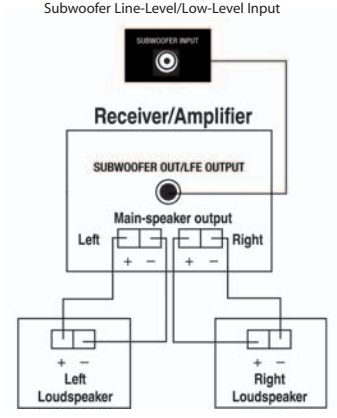 Subwoofer Line-Level/Low-Level Input
SUBWOOFER INPUT
Receiver/Amplifier
SUBWOOFER OUT/LFE OUTPUT
Main-speaker output
Left Right
+ − + −
+ − + −
Left Right
Loudspeaker Loudspeaker